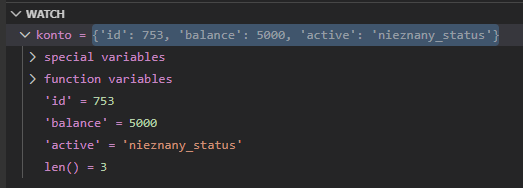 WATCH
konto = {'id': 753, 'balance': 5000, 'active': 'nieznany_status'}
special variables
function variables
'id' = 753
'balance' = 5000
'active' = 'nieznany_status'
len() = 3